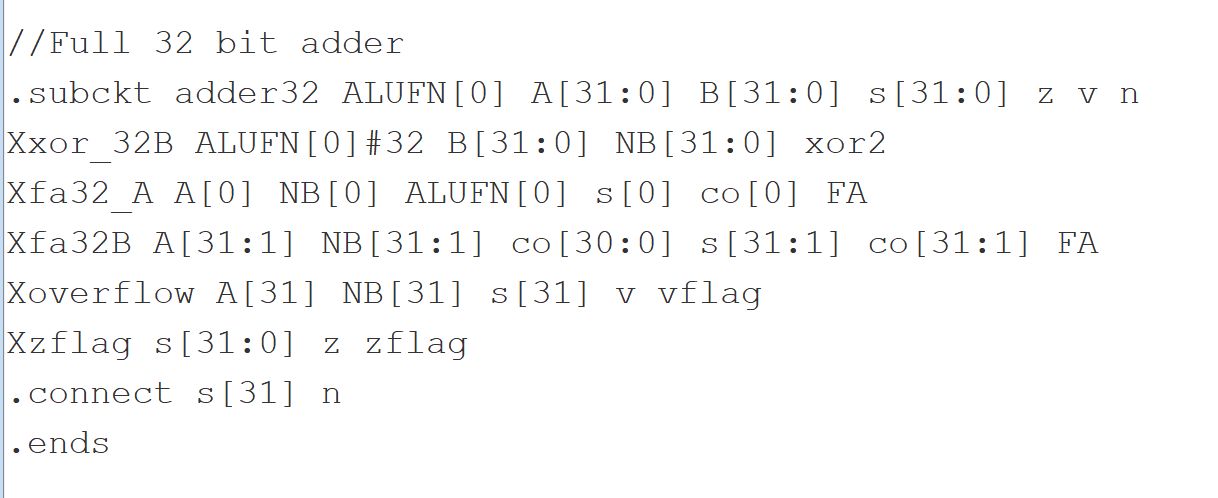 //Full 32 bit adder
.subckt adder32 ALUFN[0] A[31:0] B[31:0] s[31:0] z v n
Xxor_32B ALUFN[0]#32 B[31:0] NB[31:0] xor2
Xfa32_A A[0] NB[0] ALUFN[0] s[0] co[0] FA
Xfa32B A[31:1] NB[31:1] co[30:0] s[31:1] co[31:1] FA
Xoverflow A[31] NB[31] s[31] v vflag
Xzflag s[31:0] z zflag
.connect s[31] n
.ends